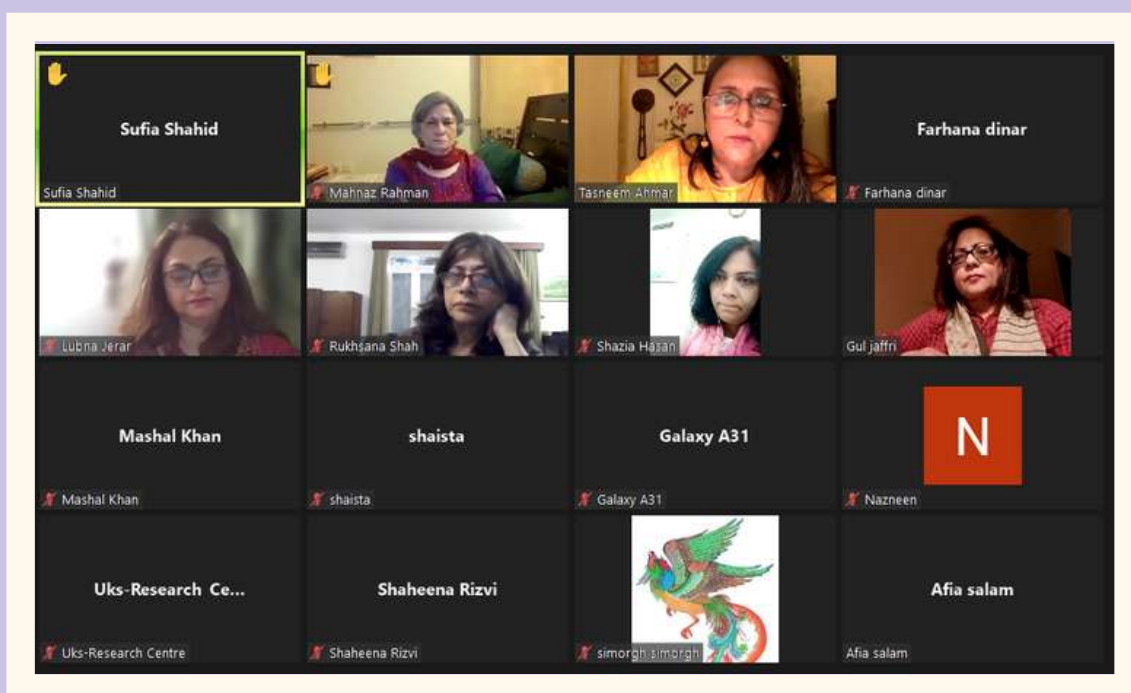 Sufia Shahid
Sufia Shahid
Mahnaz Rahman
Tasneem Ahmar
Farhana dinar
Farhana dinar
Lubna Jerar
Rukhsana Shah
Shazia Hasan
Gul jaffri
Mashal Khan
Mashal Khan
shaista
shaista
Galaxy A31
Galaxy A31
N
Nazneen
Uks-Research Ce...
Uks-Research Centre
Shaheena Rizvi
Shaheena Rizvi
simorgh simorgh
Afia salam
Afia salam